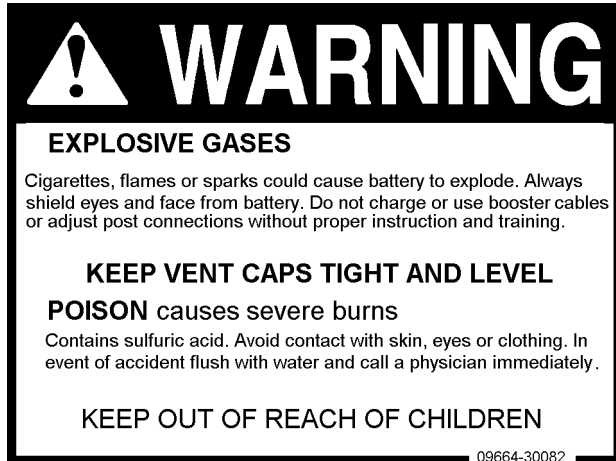 WARNING
EXPLOSIVE GASES
Cigarettes, flames or sparks could cause battery to explode. Always
shield eyes and face from battery. Do not charge or use booster cables
or adjust post connections without proper instruction and training.
KEEP VENT CAPS TIGHT AND LEVEL
POISON causes severe burns
Contains sulfuric acid. Avoid contact with skin, eyes or clothing. In
event of accident flush with water and call a physician immediately.
KEEP OUT OF REACH OF CHILDREN
09664-30082